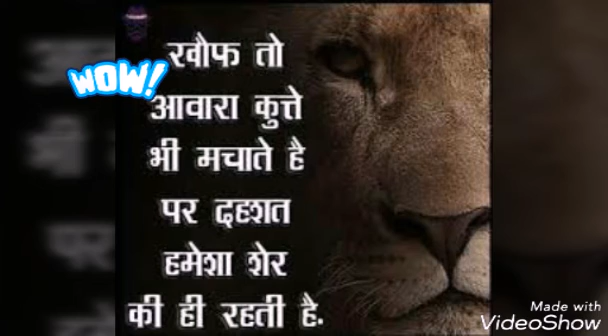 खौफ तो
WOW!
आवारा कुत्ते
भी मचाते है
पर दहशत
हमेशा शेर
की ही रहती है.
Made with
VideoShow